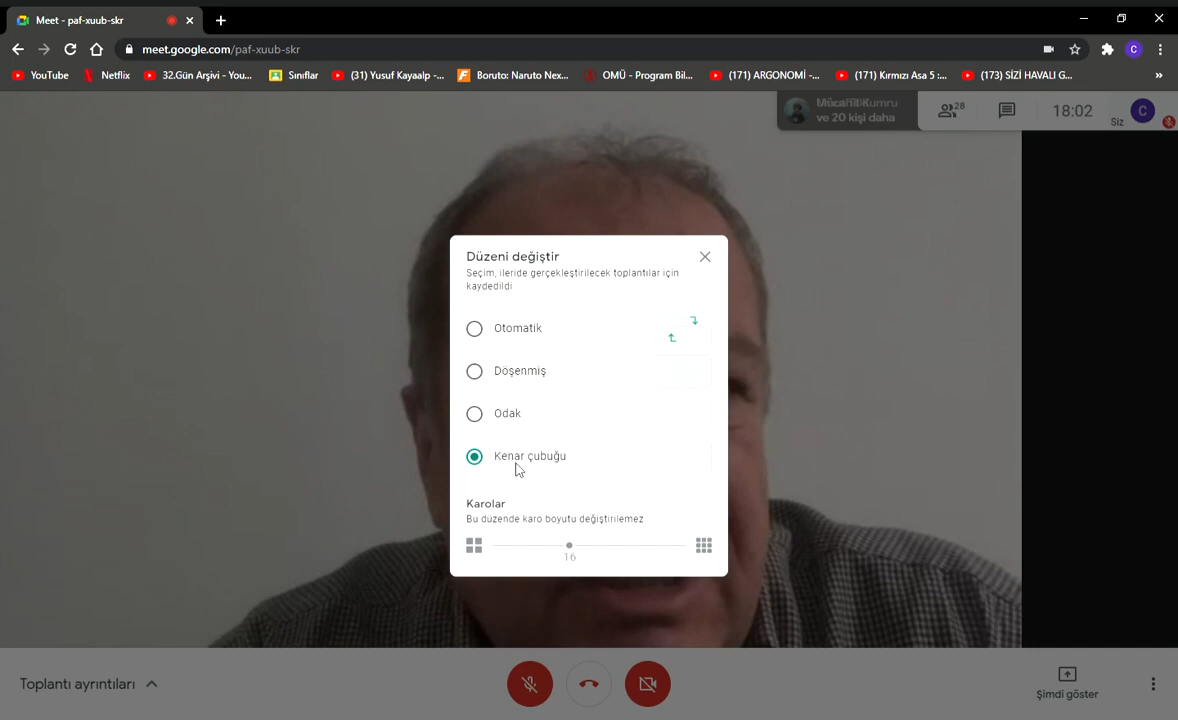 Meet - paf-xuub-skr
meet.google.com/paf-xuub-skr
C
YouTube
Netflix
32.Gün Arşivi - You...
Sınıflar
(31) Yusuf Kayaalp -...
Boruto: Naruto Nex...
OMÜ - Program Bil...
(171) ARGONOMİ -...
(171) Kırmızı Asa 5 :...
(173) SİZİ HAVALI G...
»
Kumru
ve 20 kişi daha
28
18:02
Siz
C
Düzeni değiştir
Seçim, ileride gerçekleştirilecek toplantılar için
kaydedildi
Otomatik
Döşenmiş
Odak
Kenar çubuğu
Karolar
Bu düzende karo boyutu değiştirilemez
16
Toplantı ayrıntıları
Şimdi göster